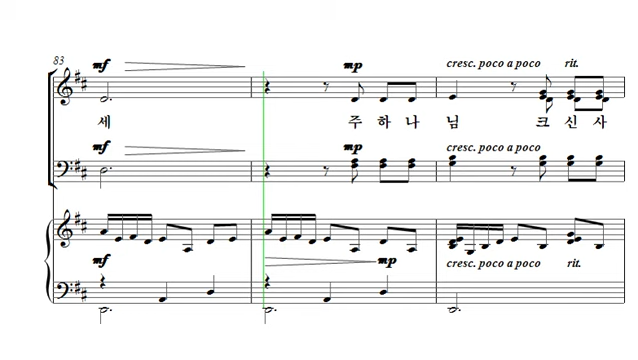 83
mf
mp
cresc. poco a poco rit.
세 주 하 나 님 크 신 사
mf
mp
cresc. poco a poco
mf
mp
cresc. poco a poco rit.